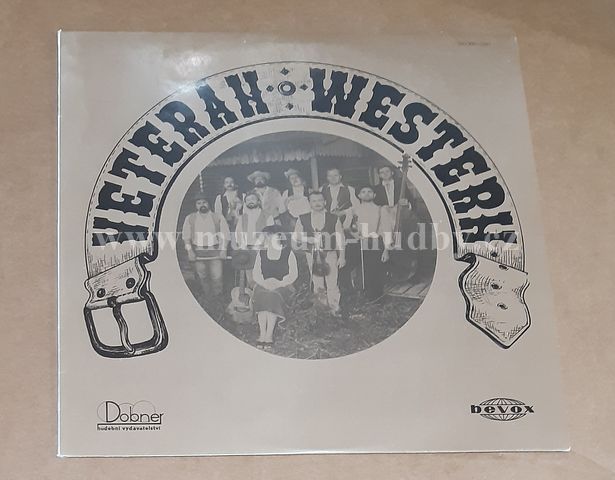 VETERAN WESTERN
www.muzeum-hudby.cz
Dobner
hudební vydavatelství
bevox